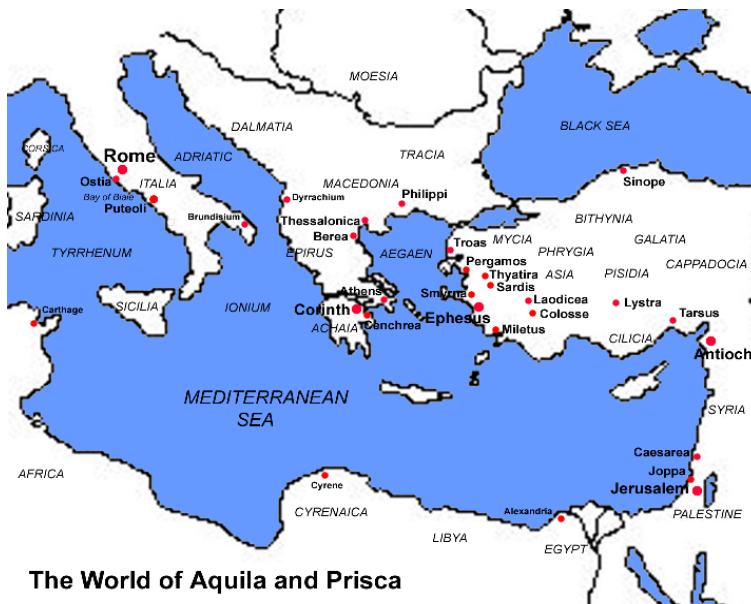 MOESIA
BLACK SEA
DALMATIA
CORSICA
Rome
ADRIATIC
TRACIA
Ostia
ITALIA
MACEDONIA
Sinope
Bay of Biaie
Puteoli
Dyrrachium
Philippi
SARDINIA
Brundisium
Thessalonica
BITHYNIA
Berea
MYCIA
GALATIA
TYRRHENUM
EPIRUS
AEGAEN
Troas
PHRYGIA
Pergamos
CAPPADOCIA
Thyatira
ASIA
PISIDIA
Sardis
Athens
Smyrna
SICILIA
IONIUM
Corinth
Laodicea
Lystra
Carthage
Ephesus
Colosse
Tarsus
Cenchrea
ACHAIA
Miletus
CILICIA
Antioch
MEDITERRANEAN
SEA
SYRIA
Caesarea
AFRICA
Joppa
Cyrene
Jerusalem
CYRENAICA
Alexandria
PALESTINE
LIBYA
EGYPT
The World of Aquila and Prisca